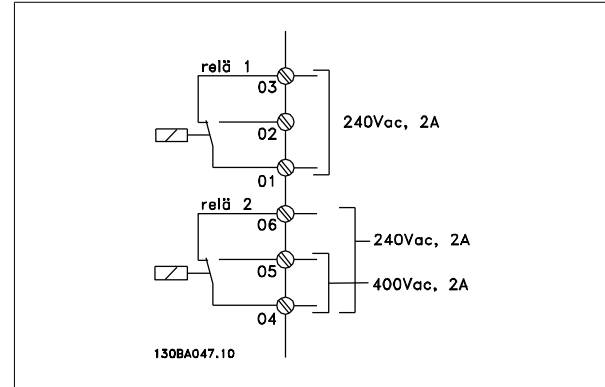 relä 1
03
02
240Vac, 2A
01
relä 2
06
240Vac, 2A
05
400Vac, 2A
04
130BA047.10